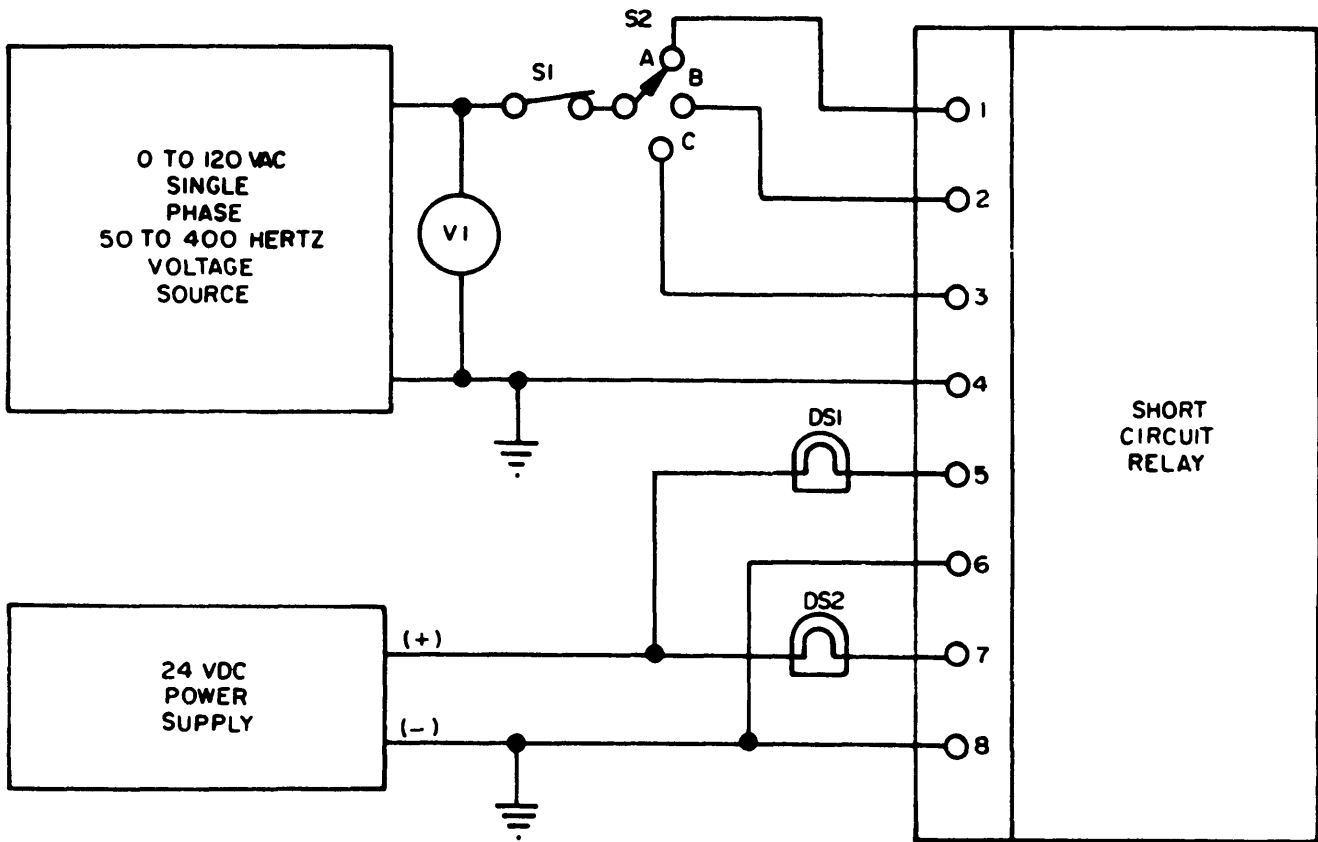 0 TO 120 VAC
SINGLE
PHASE
50 TO 400 HERTZ
VOLTAGE
SOURCE
V1
S1
S2
A
B
C
1
2
3
4
5
6
7
8
DS1
DS2
SHORT
CIRCUIT
RELAY
24 VDC
POWER
SUPPLY
(+)
(-)